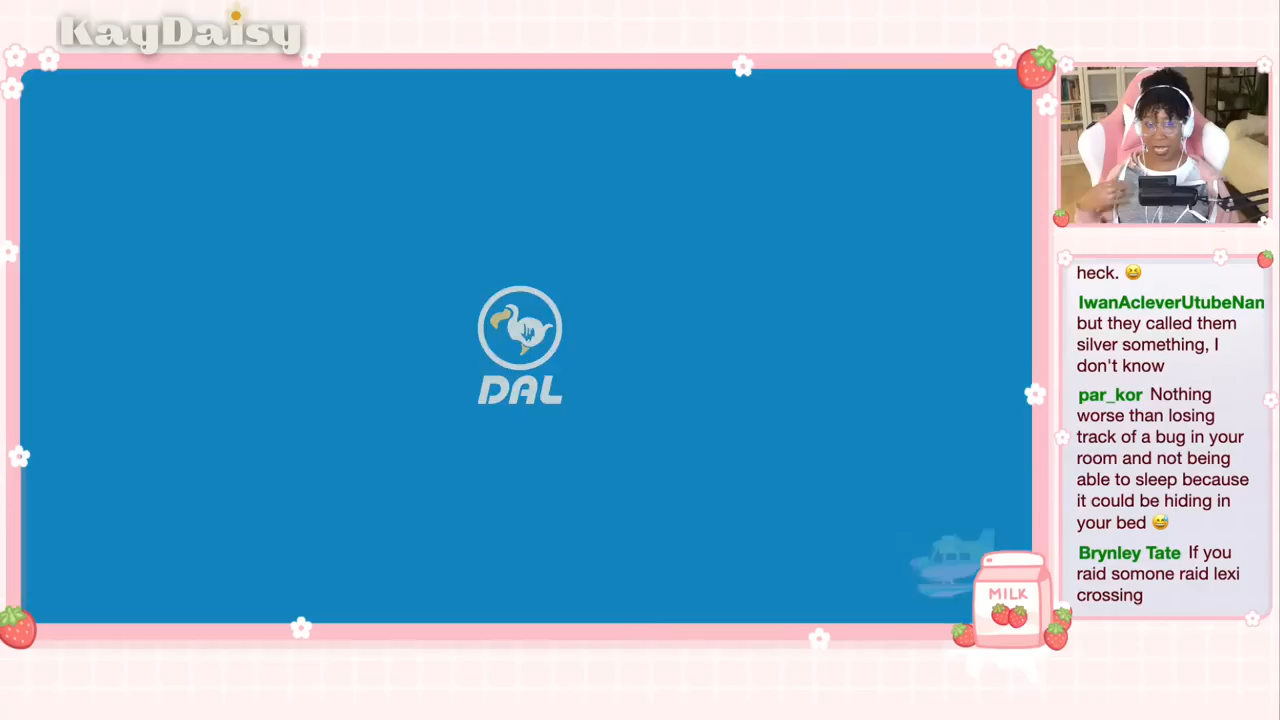 KayDaisy
DAL
MILK
heck. 😆
IwanAcleverUtubeNan
but they called them
silver something, I
don't know
par_kor Nothing
worse than losing
track of a bug in your
room and not being
able to sleep because
it could be hiding in
your bed 😅
Brynley Tate If you
raid somone raid lexi
crossing